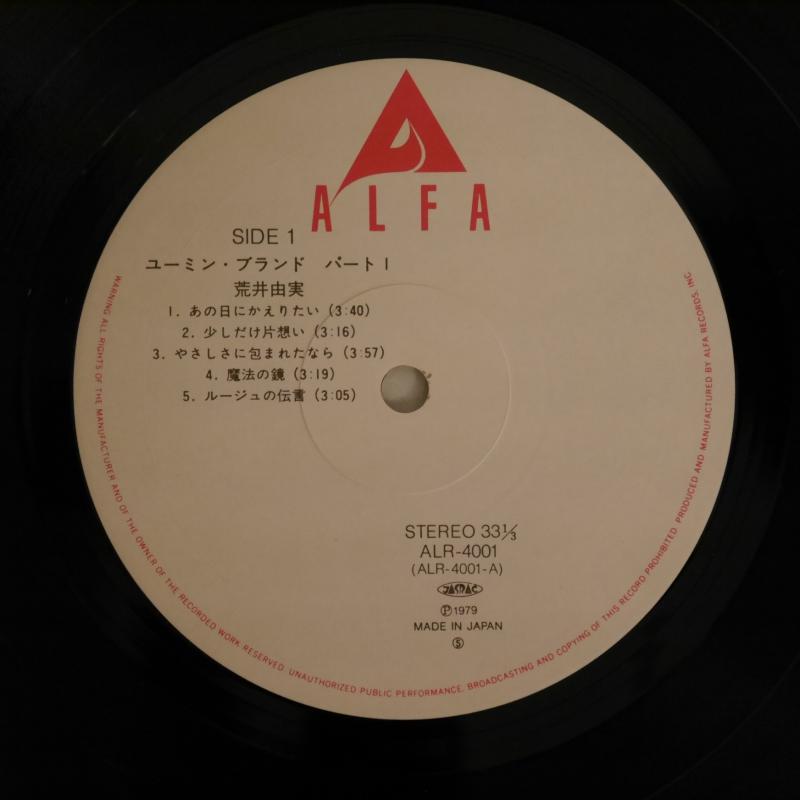 ALFA
SIDE 1
ユーミン・ブランド パート I
荒井由実
1. あの日にかえりたい (3:40)
2. 少しだけ片想い (3:16)
3. やさしさに包まれたなら (3:57)
4. 魔法の鏡 (3:19)
5. ルージュの伝言 (3:05)
STEREO 33⅓
ALR-4001
(ALR-4001-A)
JASRAC
Ⓟ1979
MADE IN JAPAN
Ⓢ
WARNING ALL RIGHTS OF THE MANUFACTURER AND OF THE OWNER OF THE RECORDED WORK RESERVED. UNAUTHORIZED PUBLIC PERFORMANCE, BROADCASTING AND COPYING OF THIS RECORD PROHIBITED. PRODUCED AND MANUFACTURED BY ALFA RECORDS, INC